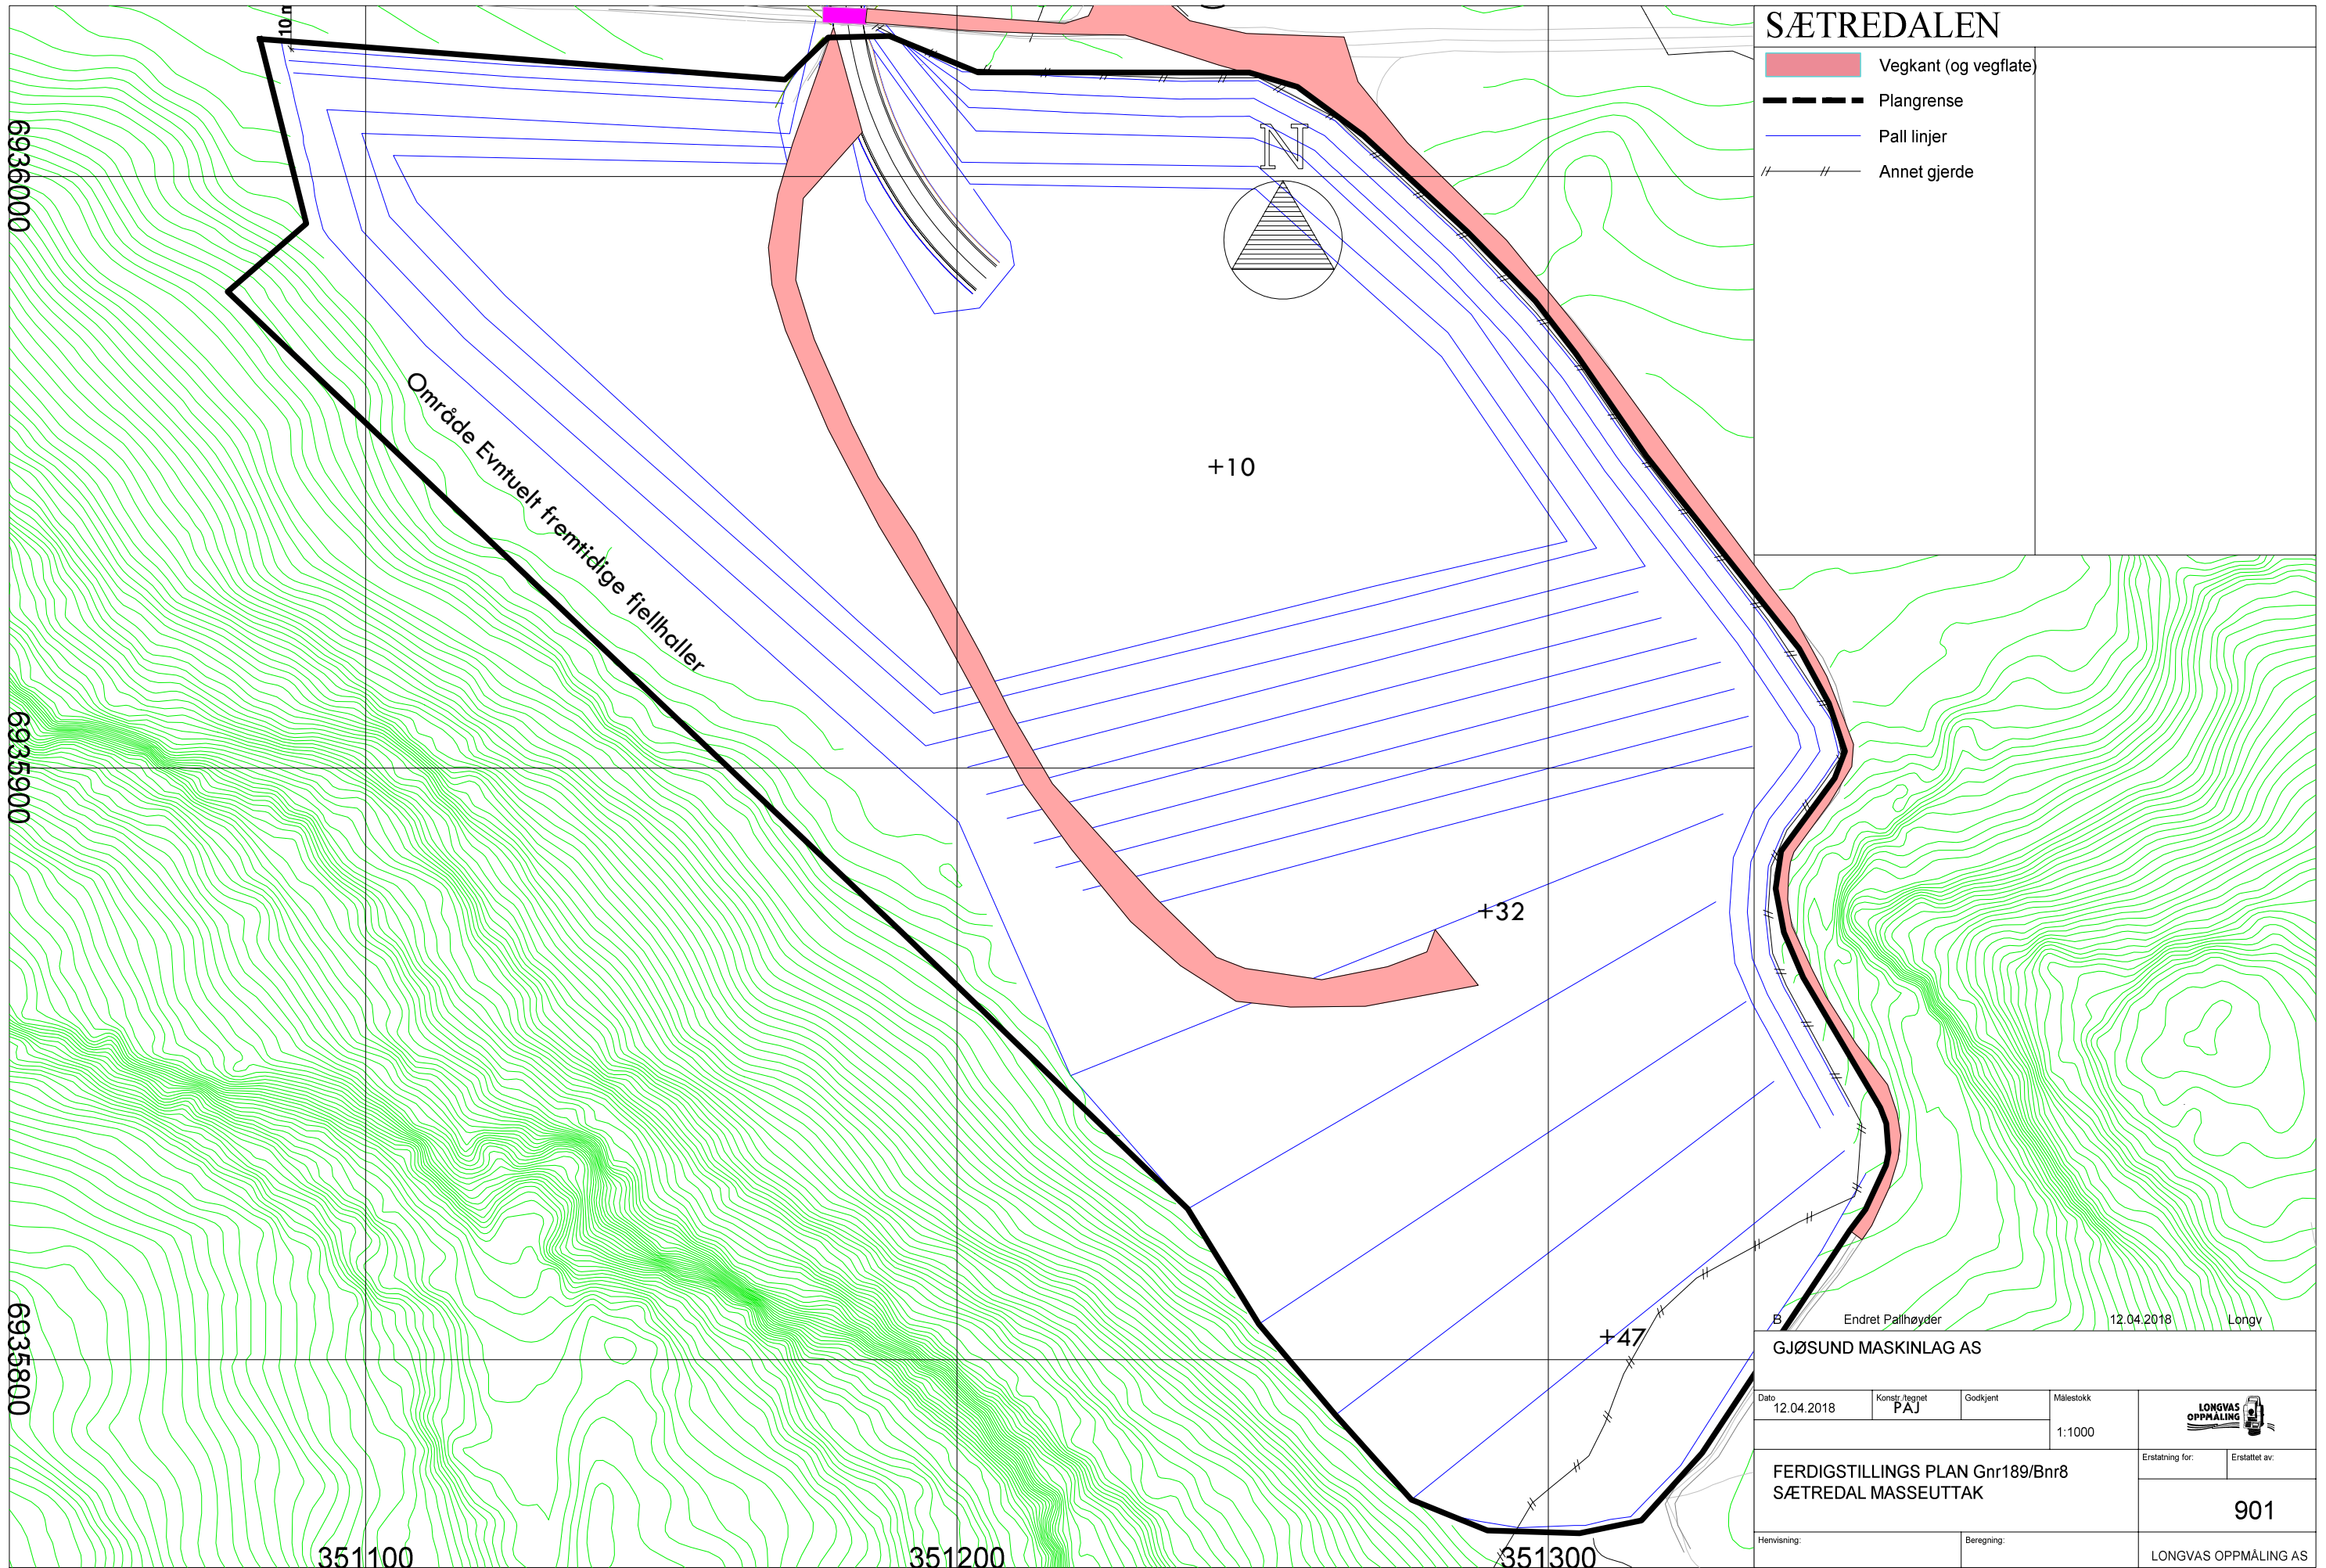 SÆTREDALEN
Vegkant (og vegflate)
Plangrense
Pall linjer
Annet gjerde
10 m
N
6936000
6935900
6935800
351100
351200
351300
Område Evntuelt fremtidige fjellhaller
+10
+32
+47
B Endret Pallhøyder 12.04.2018 Longv
GJØSUND MASKINLAG AS
Dato Konstr./tegnet Godkjent Målestokk
12.04.2018 PAJ
1:1000
LONGVAS
OPPMÅLING
FERDIGSTILLINGS PLAN Gnr189/Bnr8
SÆTREDAL MASSEUTTAK
Erstatning for: Erstattet av:
901
Henvisning: Beregning:
LONGVAS OPPMÅLING AS